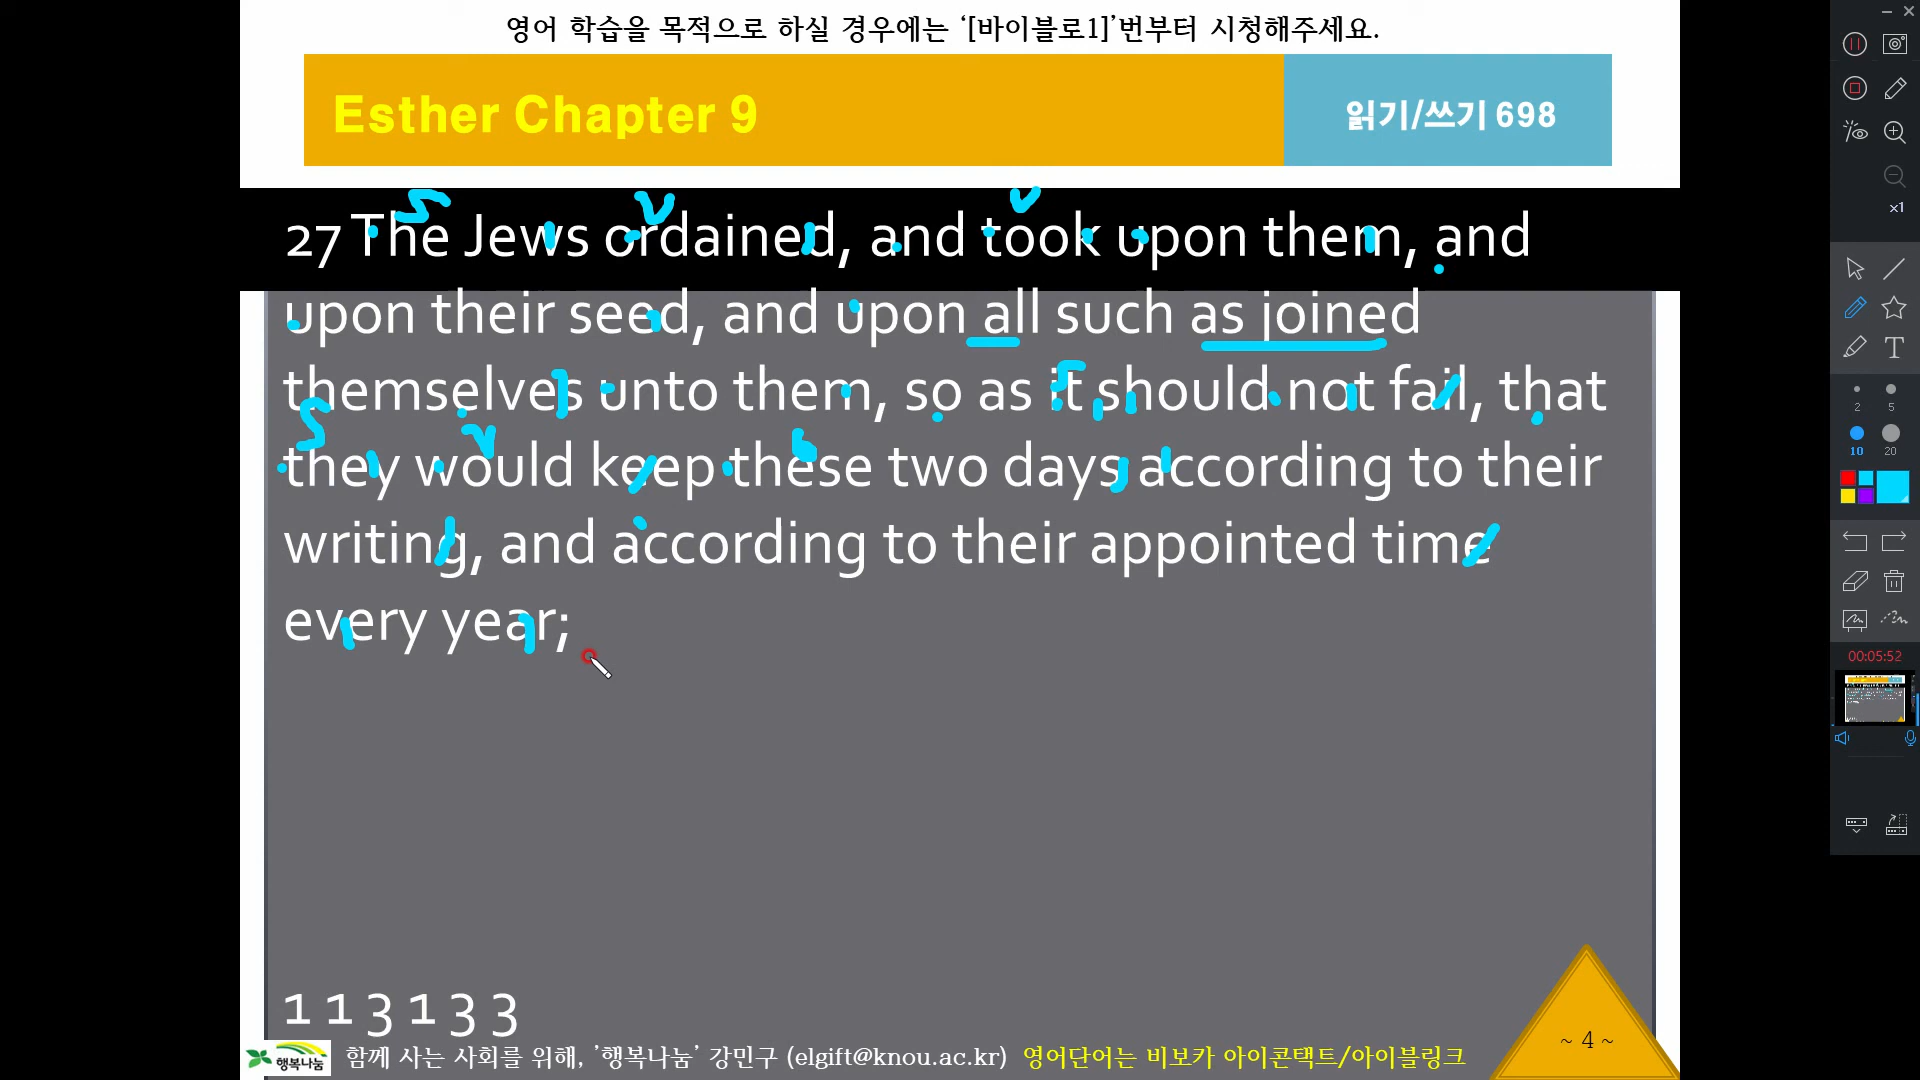 영어 학습을 목적으로 하실 경우에는 ‘[바이블로1]’번부터 시청해주세요.
Esther Chapter 9
읽기/쓰기 698
27 The Jews ordained, and took upon them, and
upon their seed, and upon all such as joined
themselves unto them, so as it should not fail, that
they would keep these two days according to their
writing, and according to their appointed time
every year;
1 1 3 1 3 3
행복나눔 함께 사는 사회를 위해, ’행복나눔’ 강민구 (elgift@knou.ac.kr) 영어단어는 비보카 아이콘택트/아이블링크
~ 4 ~
x1
T
2 5
10 20
00:05:52